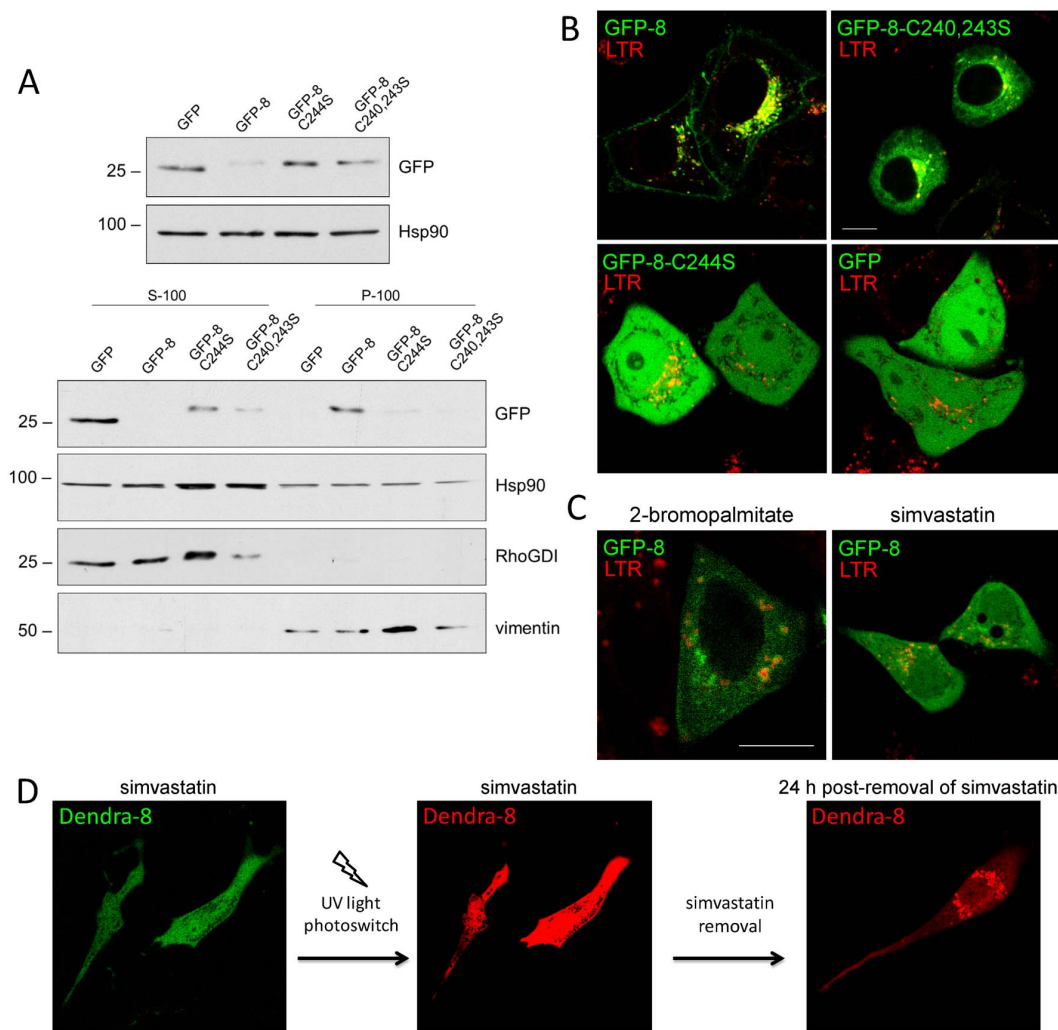 A
GFP
GFP-8
GFP-8
C244S
GFP-8
C240,243S
25
GFP
100
Hsp90
S-100
P-100
GFP
GFP-8
GFP-8
C244S
GFP-8
C240,243S
GFP
GFP-8
GFP-8
C244S
GFP-8
C240,243S
25
GFP
100
Hsp90
25
RhoGDI
50
vimentin
B
GFP-8
LTR
GFP-8-C240,243S
LTR
GFP-8-C244S
LTR
GFP
LTR
C
2-bromopalmitate
simvastatin
GFP-8
LTR
GFP-8
LTR
D
simvastatin
Dendra-8
UV light
photoswitch
simvastatin
Dendra-8
simvastatin
removal
24 h post-removal of simvastatin
Dendra-8